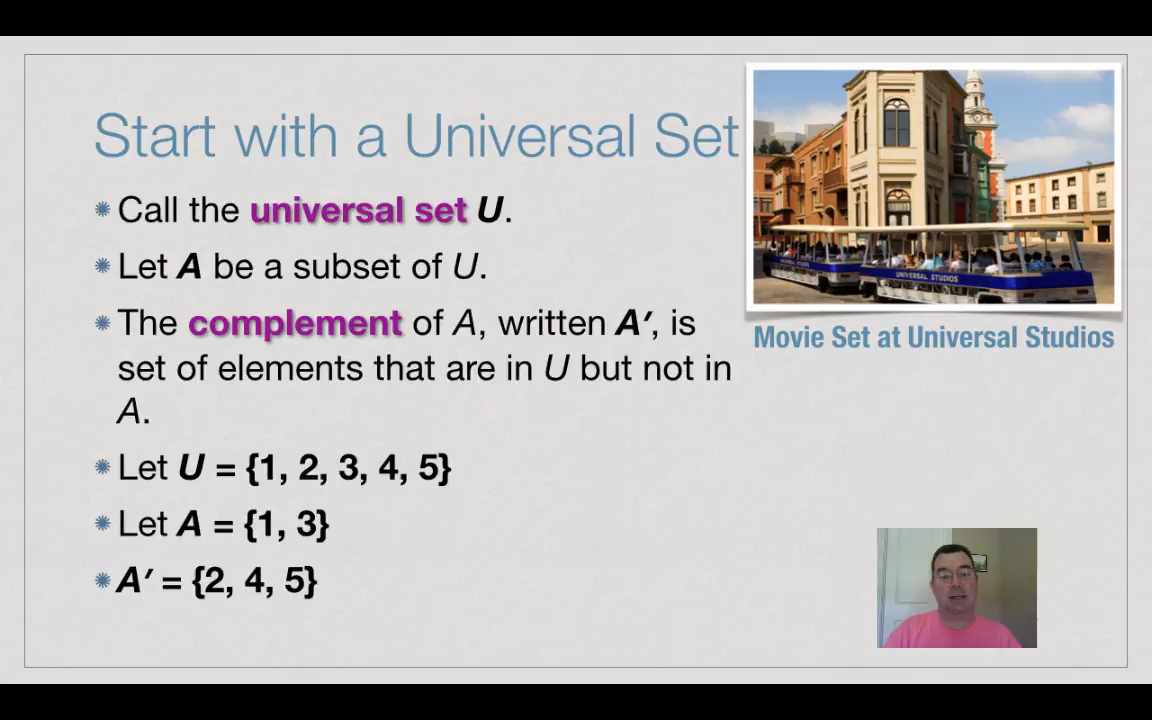 Start with a Universal Set
Call the universal set U.
Let A be a subset of U.
The complement of A, written A′, is
set of elements that are in U but not in
A.
Let U = {1, 2, 3, 4, 5}
Let A = {1, 3}
A′ = {2, 4, 5}
UNIVERSAL STUDIOS
Movie Set at Universal Studios